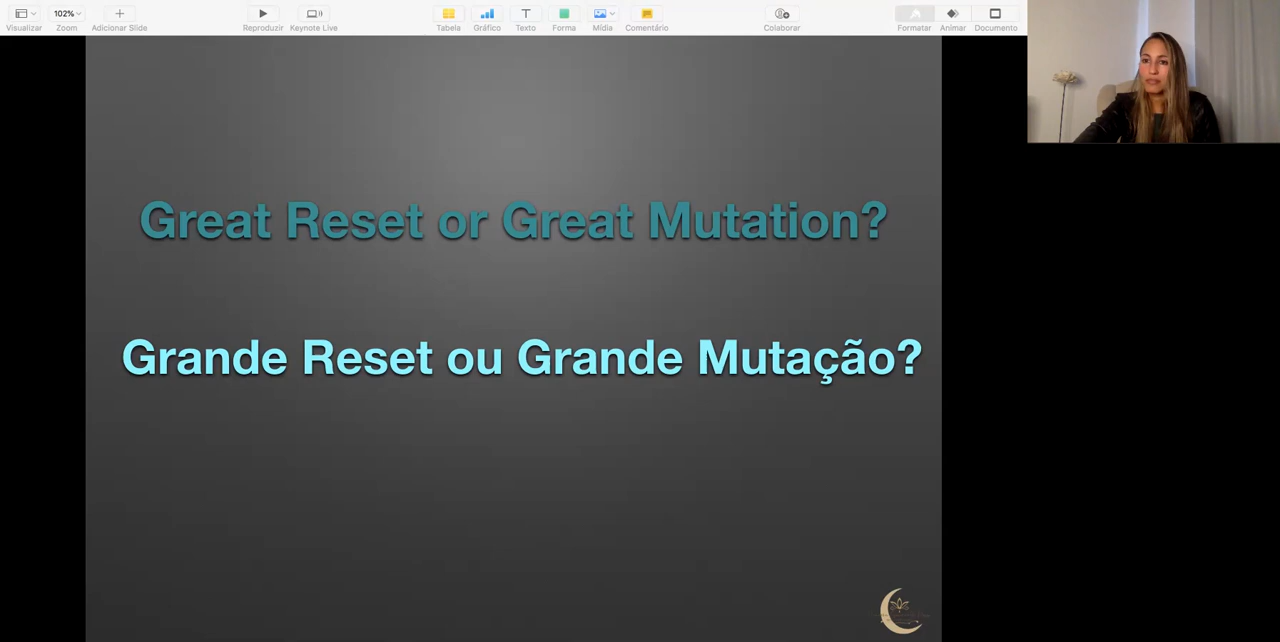 102%
Visualizar Zoom Adicionar Slide Reproduzir Keynote Live Tabela Gráfico Texto Forma Mídia Comentário Colaborar Formatar Animar Documento
Great Reset or Great Mutation?
Grande Reset ou Grande Mutação?